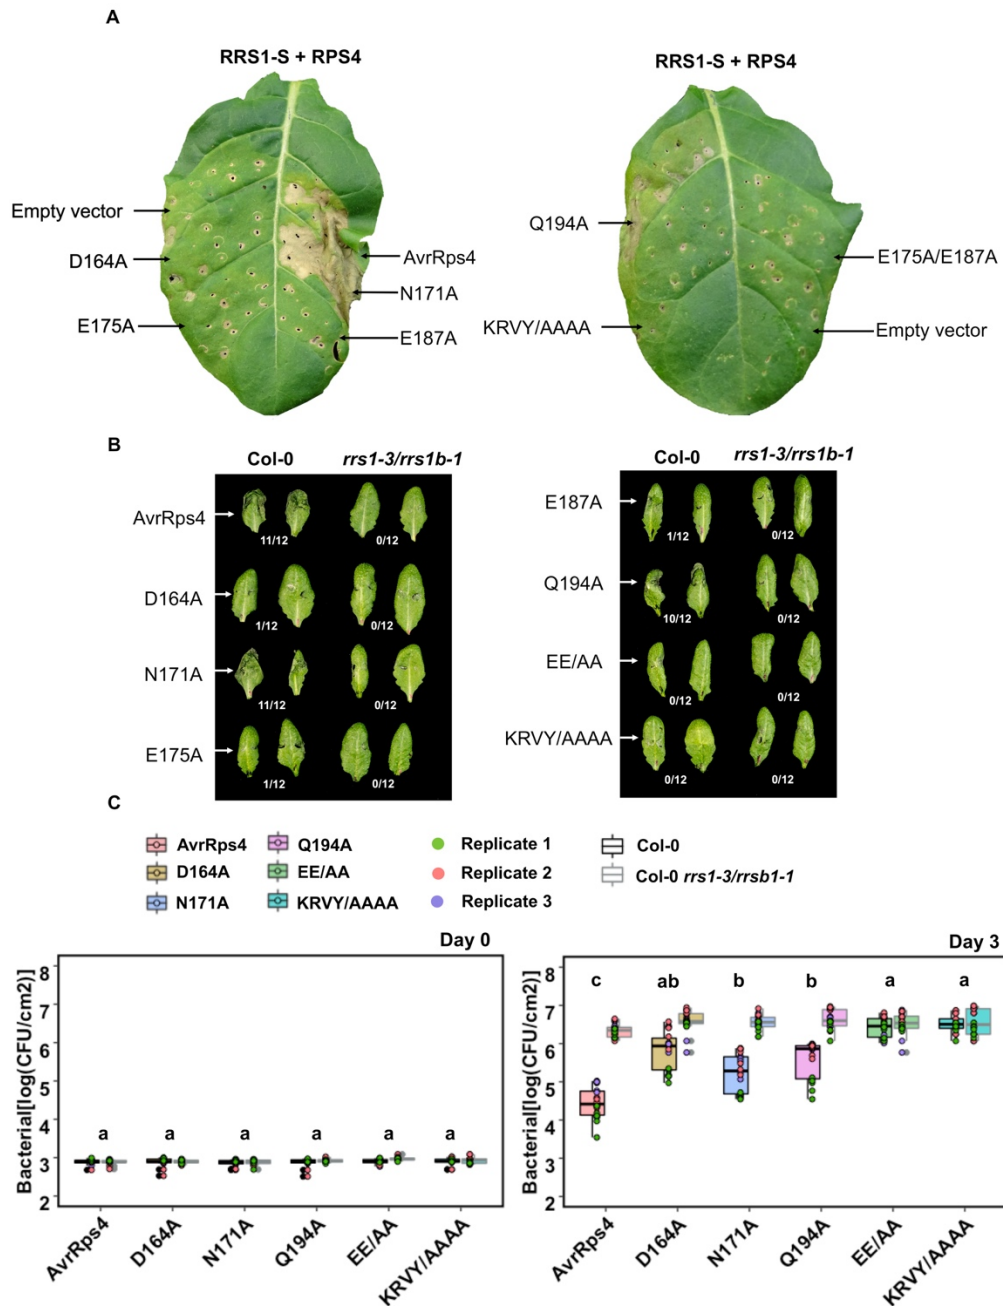 A
RRS1-S + RPS4
RRS1-S + RPS4
Empty vector
D164A
E175A
AvrRps4
N171A
E187A
Q194A
KRVY/AAAA
E175A/E187A
Empty vector
B
Col-0 rrs1-3/rrs1b-1
AvrRps4
11/12 0/12
D164A
1/12 0/12
N171A
11/12 0/12
E175A
1/12 0/12
Col-0 rrs1-3/rrs1b-1
E187A
1/12 0/12
Q194A
10/12 0/12
EE/AA
0/12 0/12
KRVY/AAAA
0/12 0/12
C
AvrRps4 Q194A Replicate 1 Col-0
D164A EE/AA Replicate 2 Col-0 rrs1-3/rrsb1-1
N171A KRVY/AAAA Replicate 3
Day 0
Bacterial[log(CFU/cm2)]
8
7
6
5
4
3
2
a a a a a a
AvrRps4 D164A N171A Q194A EE/AA KRVY/AAAA
Day 3
Bacterial[log(CFU/cm2)]
8
7
6
5
4
3
2
c ab b b a a
AvrRps4 D164A N171A Q194A EE/AA KRVY//AAAA